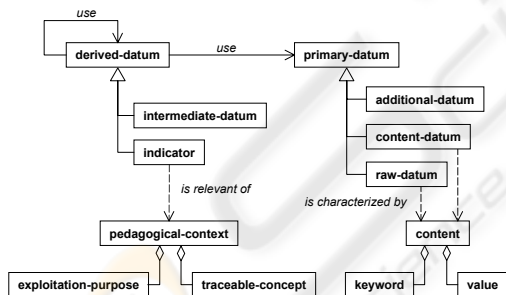 use
derived-datum
use
primary-datum
intermediate-datum
additional-datum
content-datum
indicator
raw-datum
is relevant of
is characterized by
pedagogical-context
content
exploitation-purpose
traceable-concept
keyword
value